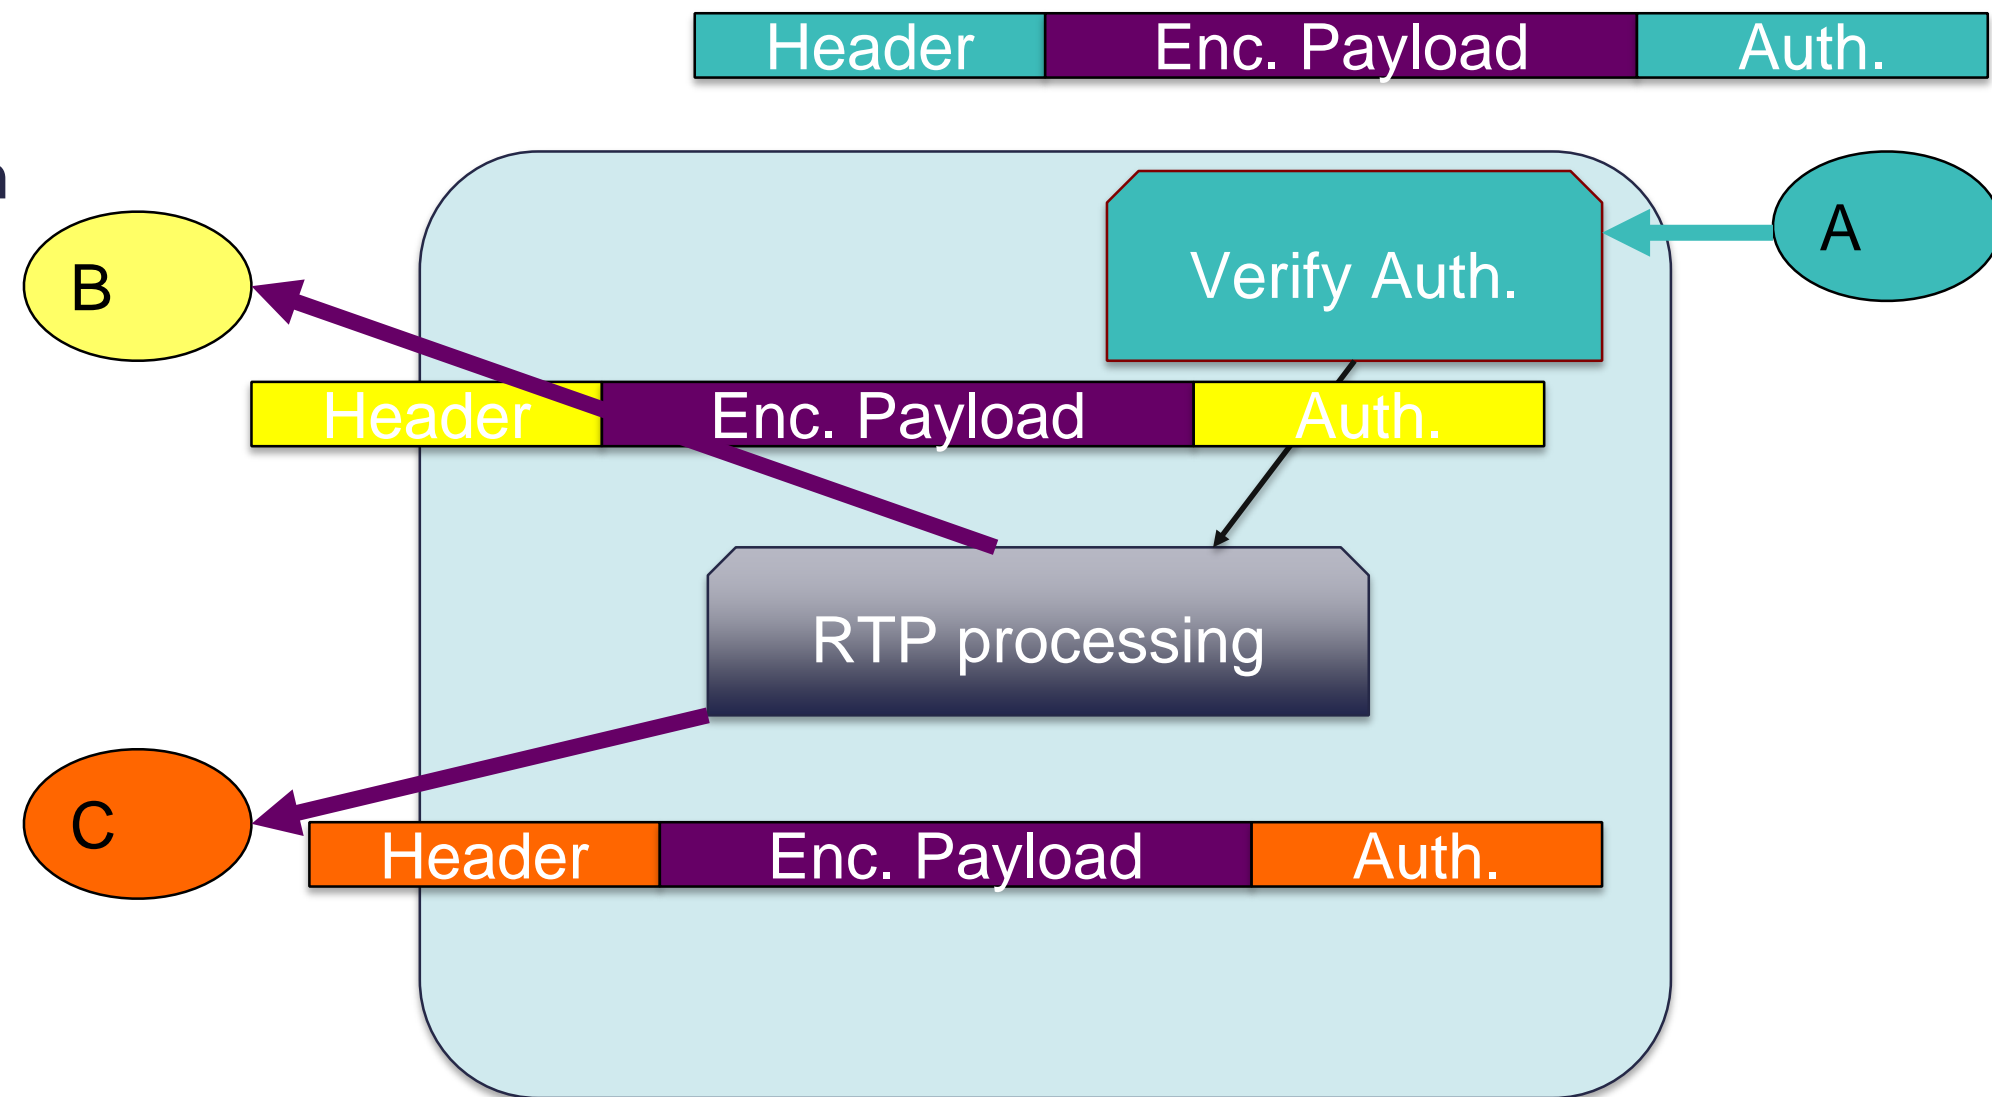 Header Enc. Payload Auth.
A
Verify Auth.
B
Header Enc. Payload Auth.
RTP processing
C
Header Enc. Payload Auth.